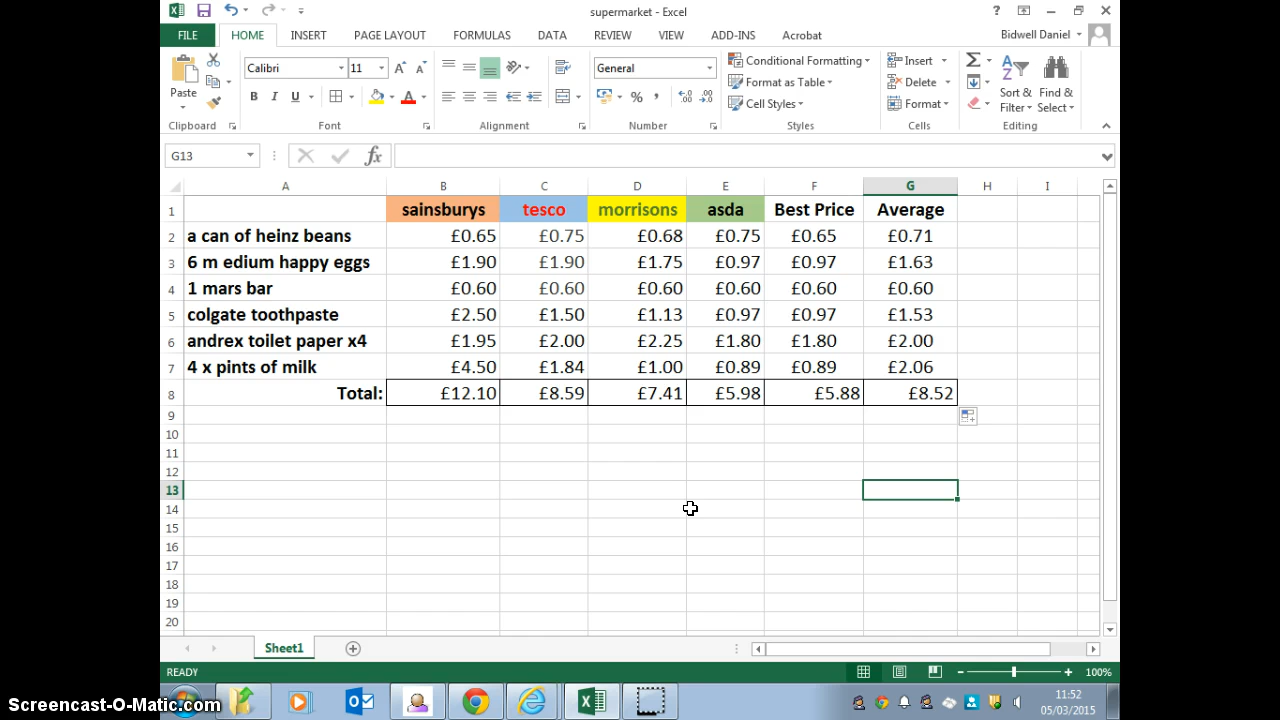 supermarket - Excel
FILE HOME INSERT PAGE LAYOUT FORMULAS DATA REVIEW VIEW ADD-INS Acrobat Bidwell Daniel
Calibri 11 General Conditional Formatting Insert
Paste B I U % Format as Table Delete Sort & Find &
Cell Styles Format Filter Select
Clipboard Font Alignment Number Styles Cells Editing
G13 fx
A B C D E F G H I
1 sainsburys tesco morrisons asda Best Price Average
2 a can of heinz beans £0.65 £0.75 £0.68 £0.75 £0.65 £0.71
3 6 m edium happy eggs £1.90 £1.90 £1.75 £0.97 £0.97 £1.63
4 1 mars bar £0.60 £0.60 £0.60 £0.60 £0.60 £0.60
5 colgate toothpaste £2.50 £1.50 £1.13 £0.97 £0.97 £1.53
6 andrex toilet paper x4 £1.95 £2.00 £2.25 £1.80 £1.80 £2.00
7 4 x pints of milk £4.50 £1.84 £1.00 £0.89 £0.89 £2.06
8 Total: £12.10 £8.59 £7.41 £5.98 £5.88 £8.52
9
10
11
12
13
14
15
16
17
18
19
20
Sheet1
READY 100%
Screencast-O-Matic.com 11:52
05/03/2015